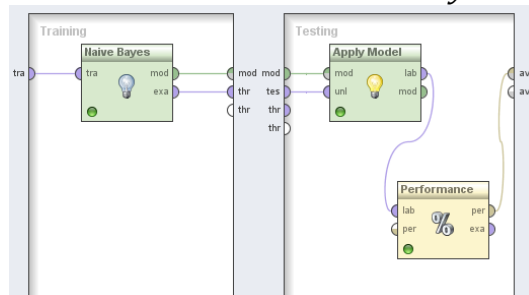 Training
Naive Bayes
tra
tra
mod
exa
mod
thr
thr
Testing
Apply Model
mod
tes
thr
thr
mod
unl
lab
mod
Performance
lab
per
%
per
exa
av
av